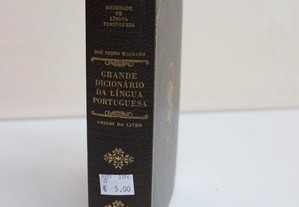 SOCIEDADE
DE
LÍNGUA
PORTUGUESA
JOSÉ PEDRO MACHADO
GRANDE
DICIONÁRIO
DA LÍNGUA
PORTUGUESA
AMIGOS DO LIVRO
€ 5.00